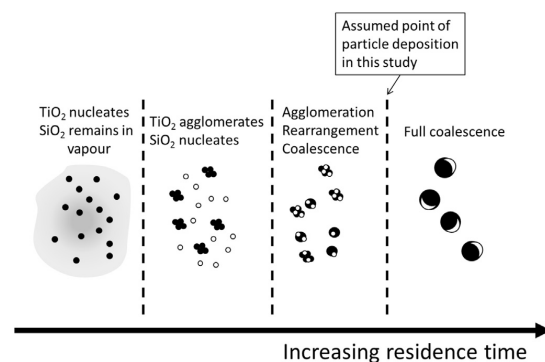 Assumed point of
particle deposition
in this study
TiO₂ nucleates
SiO₂ remains in
vapour
TiO₂ agglomerates
SiO₂ nucleates
Agglomeration
Rearrangement
Coalescence
Full coalescence
Increasing residence time